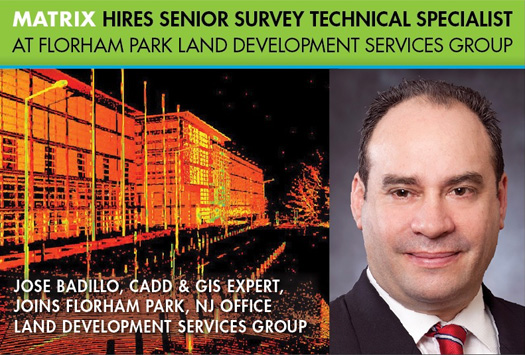 MATRIX HIRES SENIOR SURVEY TECHNICAL SPECIALIST
AT FLORHAM PARK LAND DEVELOPMENT SERVICES GROUP
JOSE BADILLO, CADD & GIS EXPERT,
JOINS FLORHAM PARK, NJ OFFICE
LAND DEVELOPMENT SERVICES GROUP